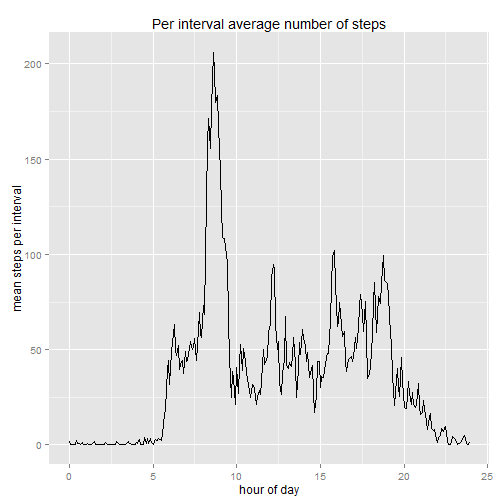 Per interval average number of steps
mean steps per interval
200
150
100
50
0
0 5 10 15 20 25
hour of day